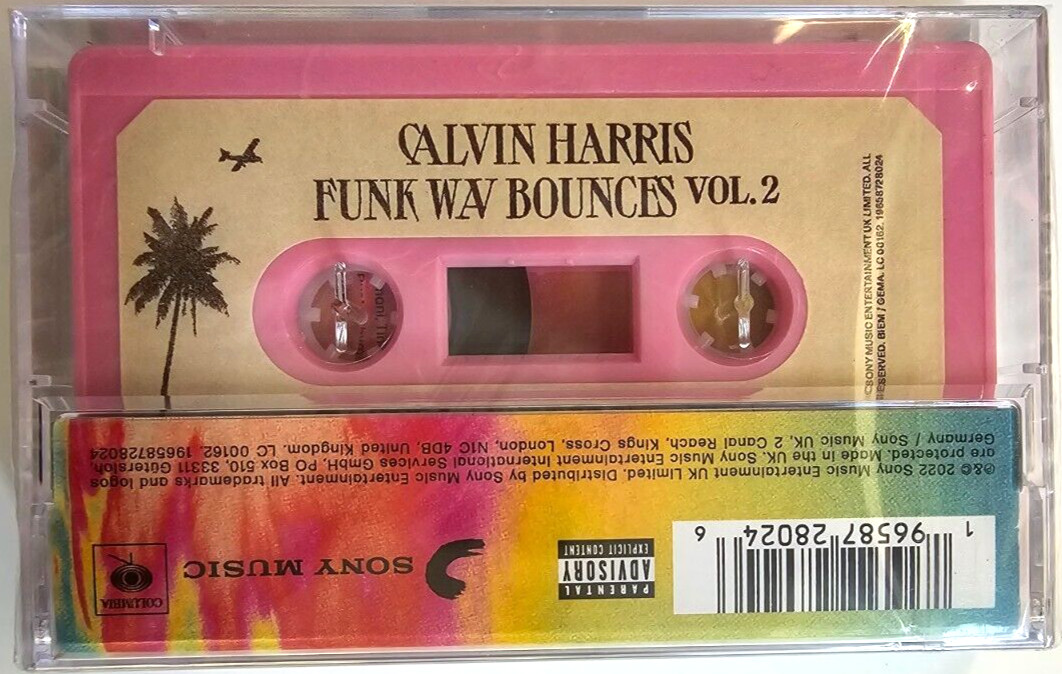 CALVIN HARRIS
FUNK WAV BOUNCES VOL. 2
SONY MUSIC ENTERTAINMENT UK LIMITED. ALL
RESERVED. BIEM / GEMA. LC 00162. 19658728024
℗&© 2022 Sony Music Entertainment UK Limited. Distributed by Sony Music Entertainment. All trademarks and logos
are protected. Made in the UK. Sony Music Entertainment International Services GmbH, PO Box 510, 33311 Gütersloh,
Germany / Sony Music UK, 2 Canal Reach, Kings Cross, London, N1C 4DB, United Kingdom. LC 00162. 19658728024
1 96587 28024 6
PARENTAL
ADVISORY
EXPLICIT CONTENT
SONY MUSIC
COLUMBIA